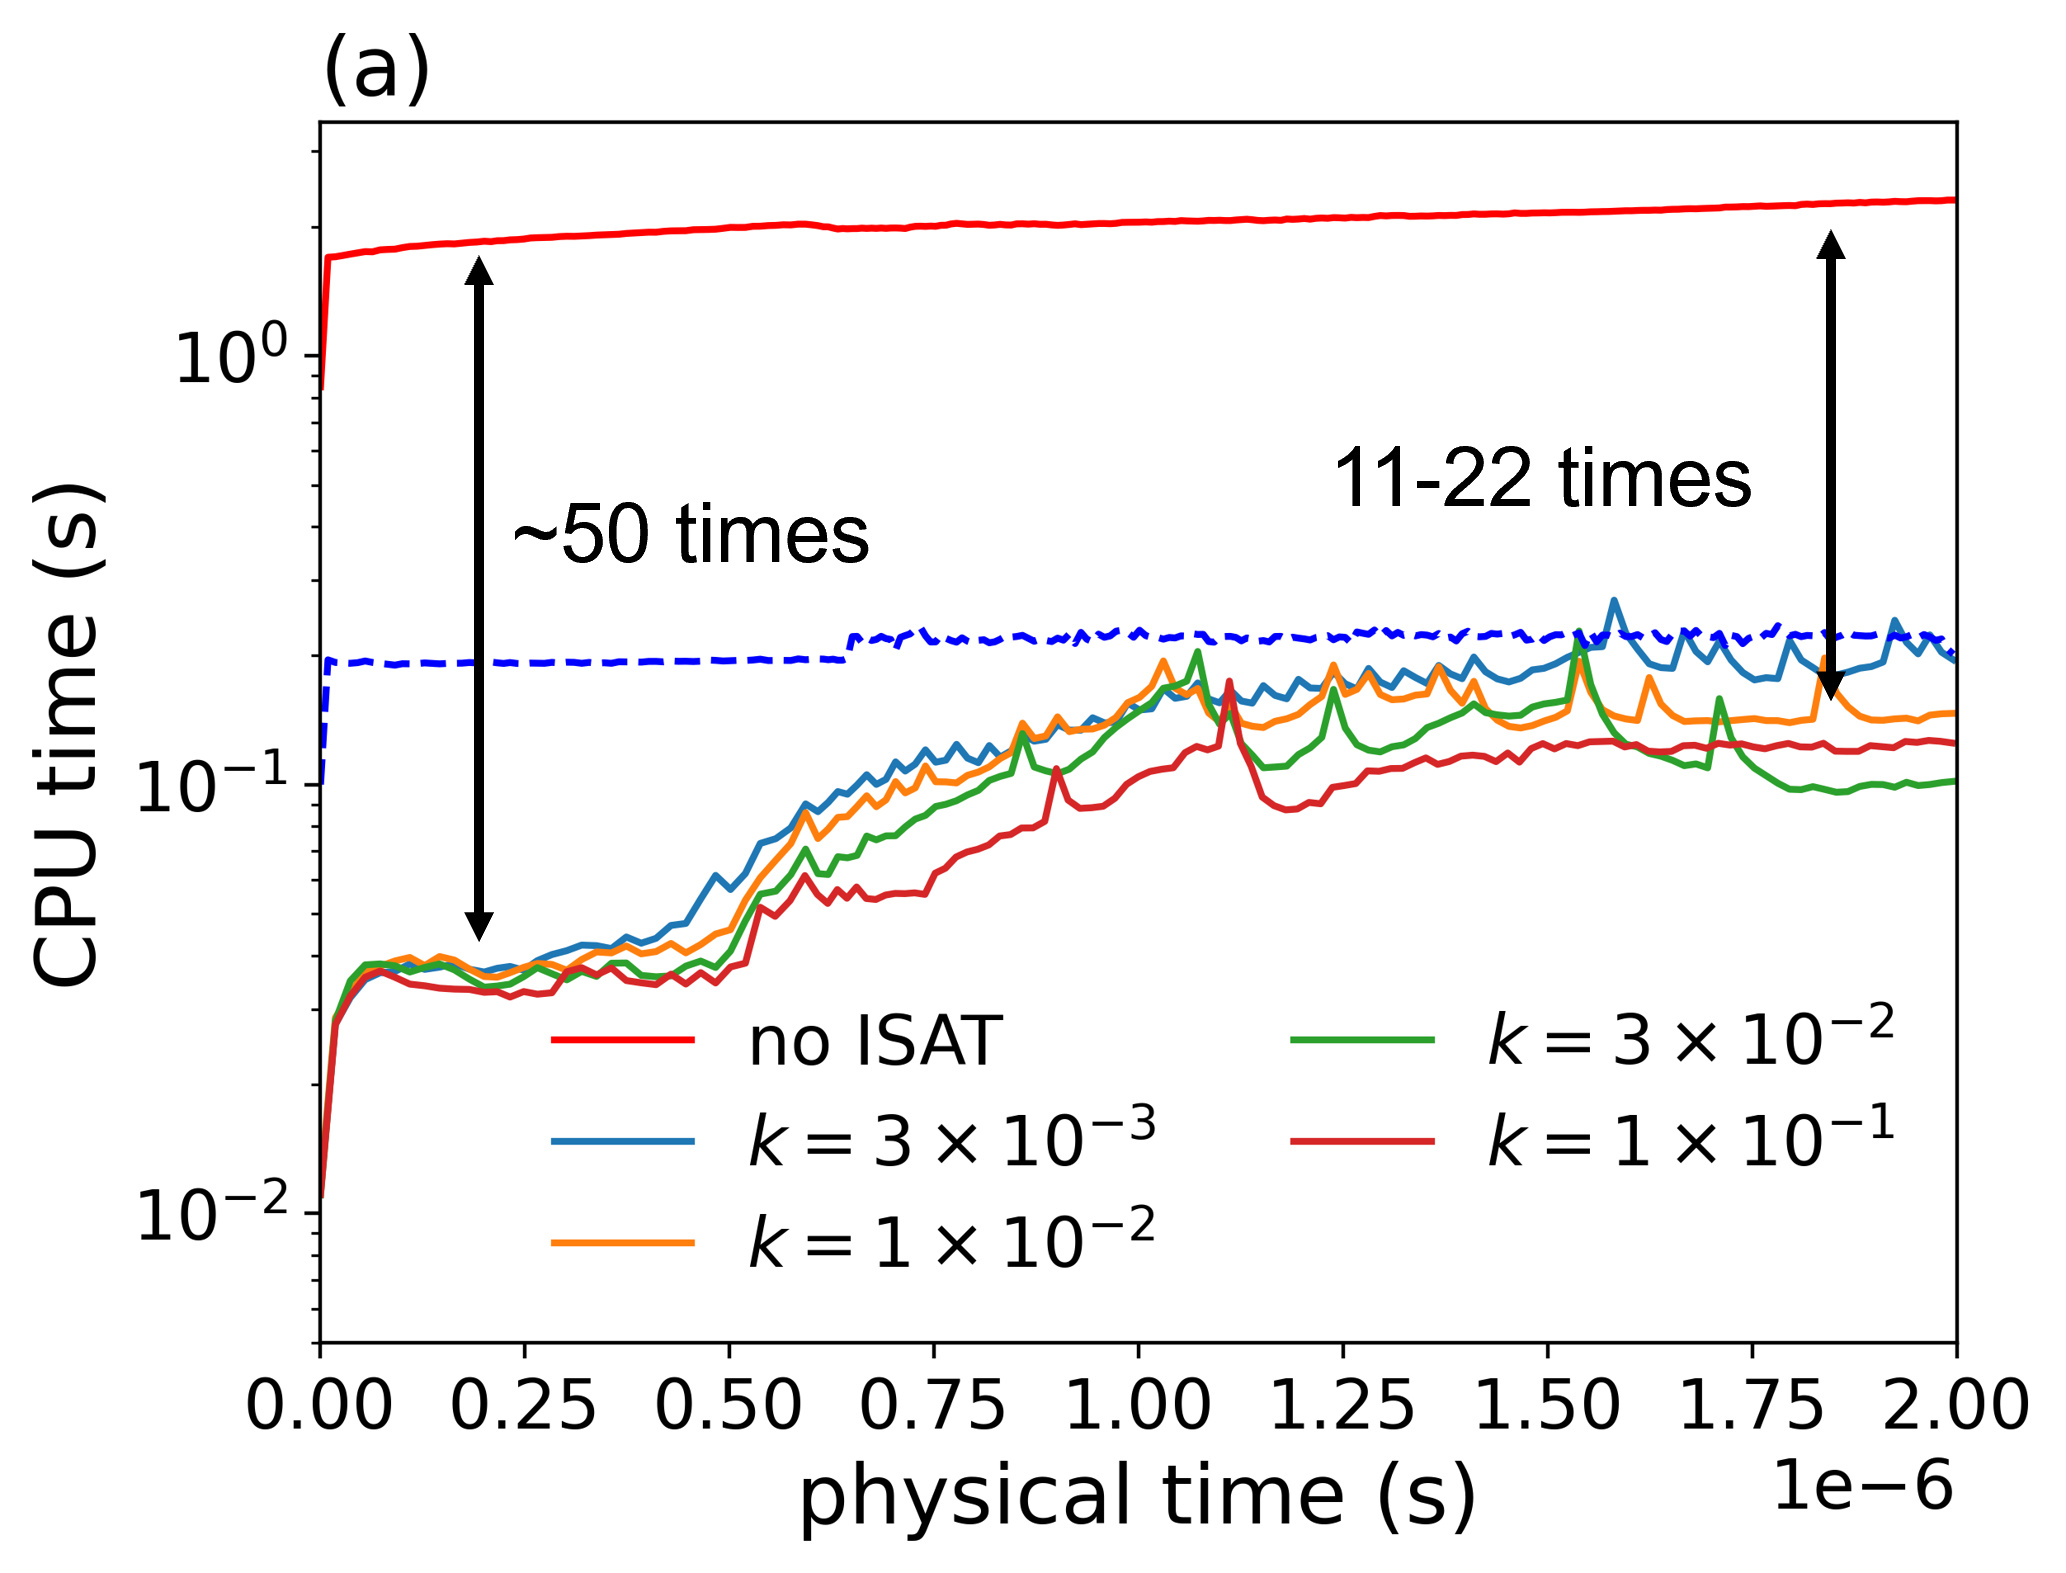 (a)
CPU time (s)
10⁰
10⁻¹
10⁻²
~50 times
11-22 times
no ISAT
k = 3 × 10⁻³
k = 1 × 10⁻²
k = 3 × 10⁻²
k = 1 × 10⁻¹
0.00 0.25 0.50 0.75 1.00 1.25 1.50 1.75 2.00
1e−6
physical time (s)